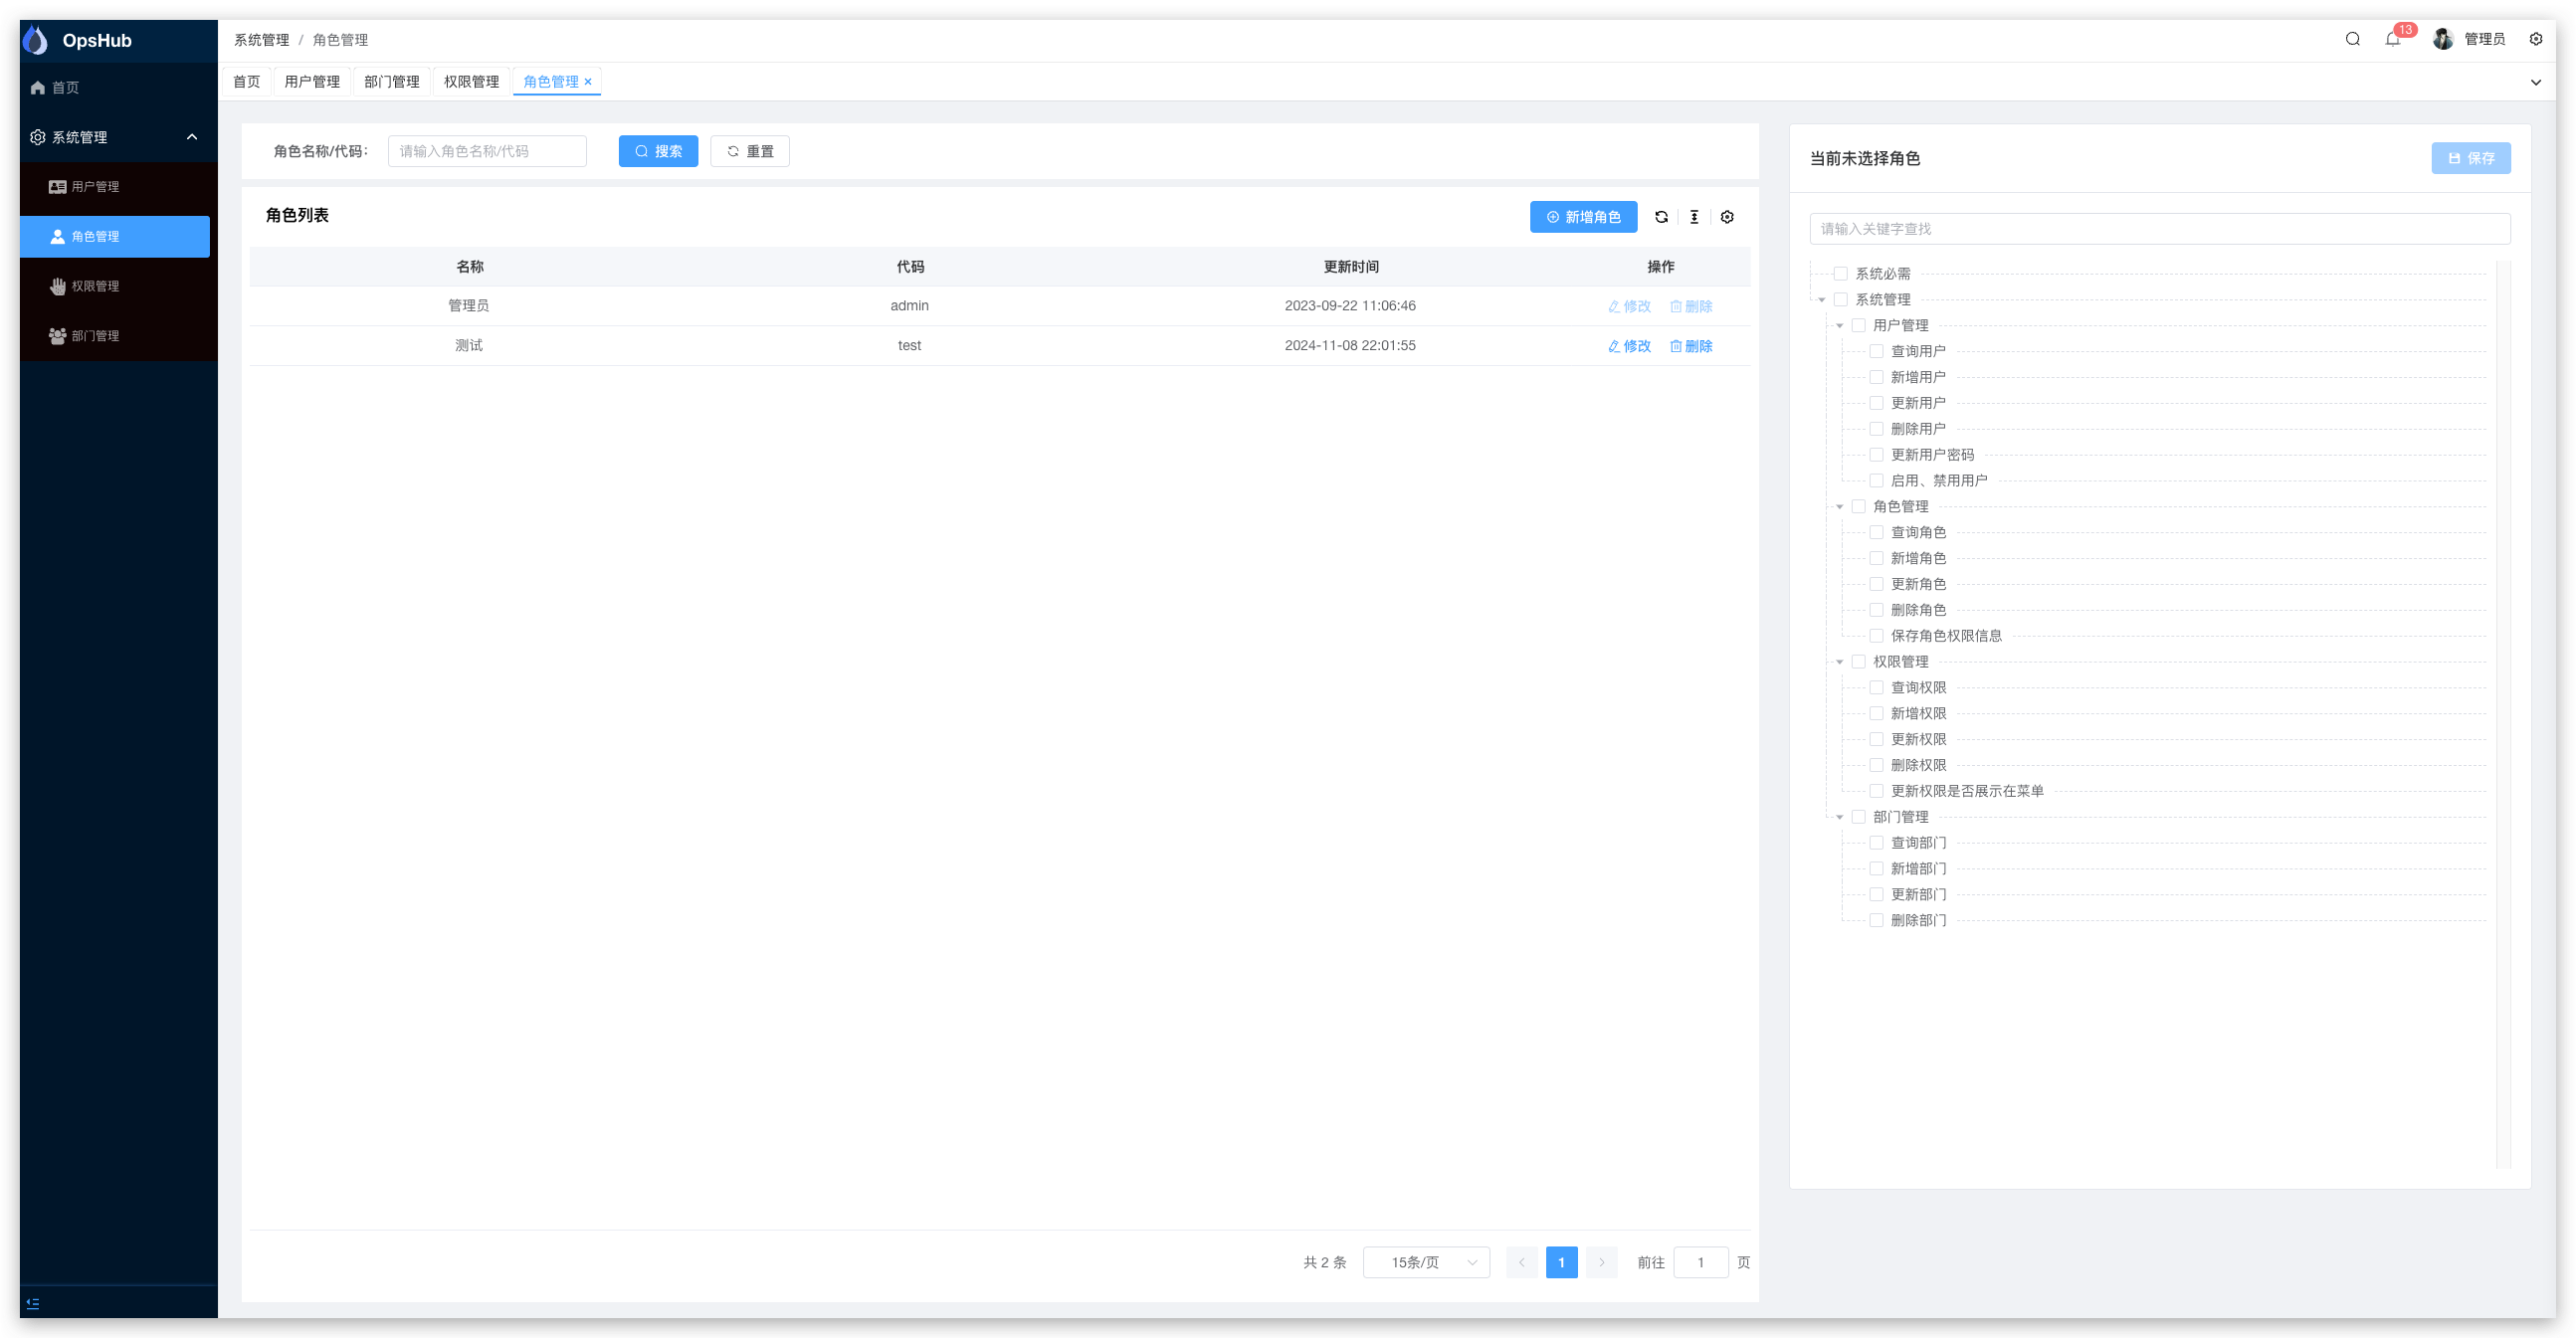 OpsHub
首页
系统管理
用户管理
角色管理
权限管理
部门管理
系统管理 / 角色管理
13
管理员
首页 用户管理 部门管理 权限管理 角色管理 ×
角色名称/代码: 请输入角色名称/代码 搜索 重置
角色列表 新增角色
名称 代码 更新时间 操作
管理员 admin 2023-09-22 11:06:46 修改 删除
测试 test 2024-11-08 22:01:55 修改 删除
共 2 条 15条/页 1 前往 1 页
当前未选择角色 保存
请输入关键字查找
系统必需
系统管理
用户管理
查询用户
新增用户
更新用户
删除用户
更新用户密码
启用、禁用用户
角色管理
查询角色
新增角色
更新角色
删除角色
保存角色权限信息
权限管理
查询权限
新增权限
更新权限
删除权限
更新权限是否展示在菜单
部门管理
查询部门
新增部门
更新部门
删除部门